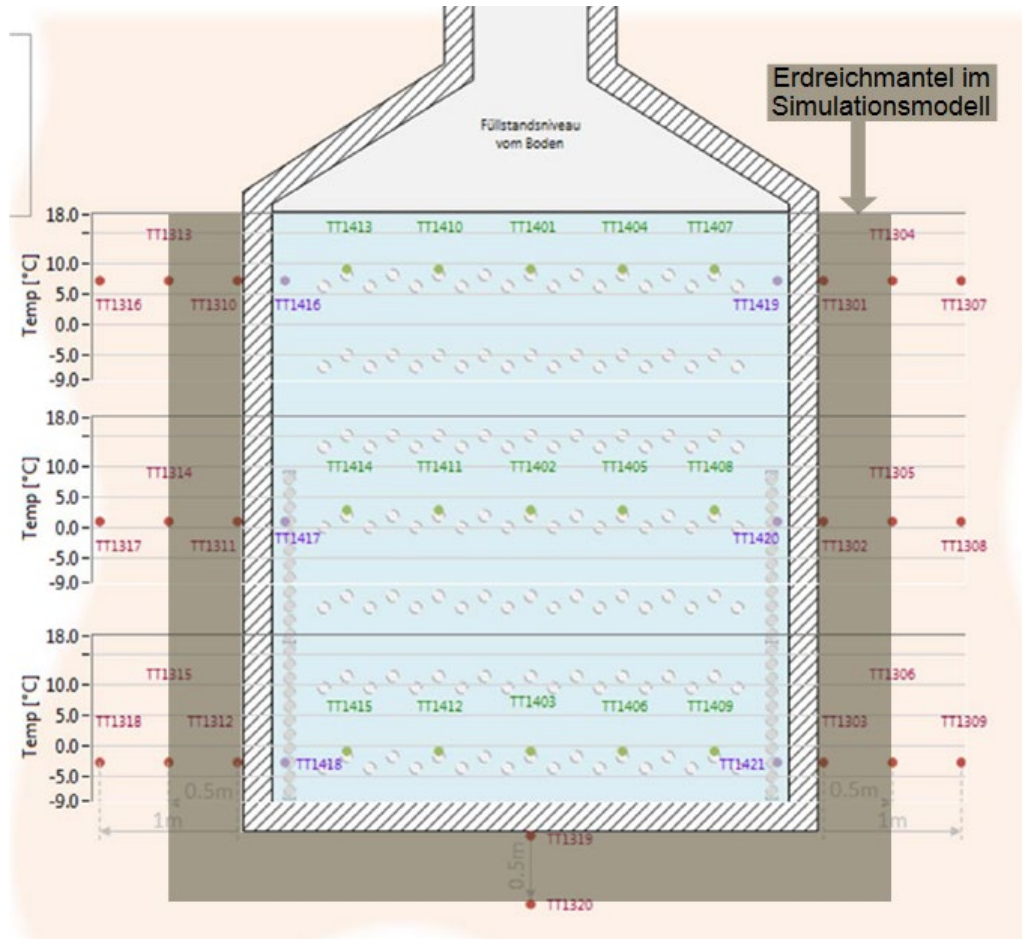 Erdreichmantel im
Simulationsmodell
Füllstandsniveau
vom Boden
18.0
TT1313
TT1413
TT1410
TT1401
TT1404
TT1407
TT1304
10.0
5.0
TT1316
TT1310
TT1416
TT1419
TT1301
TT1307
0.0
-5.0
-9.0
Temp [°C]
18.0
10.0
TT1314
TT1414
TT1411
TT1402
TT1405
TT1408
TT1305
5.0
0.0
TT1317
TT1311
TT1417
TT1420
TT1302
TT1308
-5.0
-9.0
Temp [°C]
18.0
TT1315
TT1306
10.0
TT1415
TT1412
TT1403
TT1406
TT1409
5.0
TT1318
TT1312
TT1303
TT1309
0.0
TT1418
TT1421
-5.0
-9.0
Temp [°C]
0.5m
0.5m
1m
1m
TT1319
0.5m
TT1320